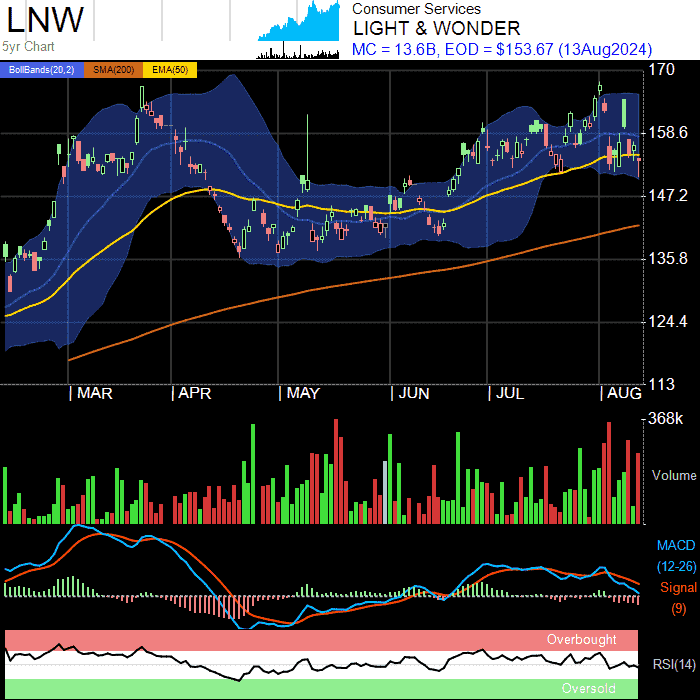 LNW
5yr Chart
Consumer Services
LIGHT & WONDER
MC = 13.6B, EOD = $153.67 (13Aug2024)
BollBands(20,2) SMA(200) EMA(50)
170
158.6
147.2
135.8
124.4
113
MAR APR MAY JUN JUL AUG
368k
Volume
MACD
(12-26)
Signal
(9)
Overbought
RSI(14)
Oversold